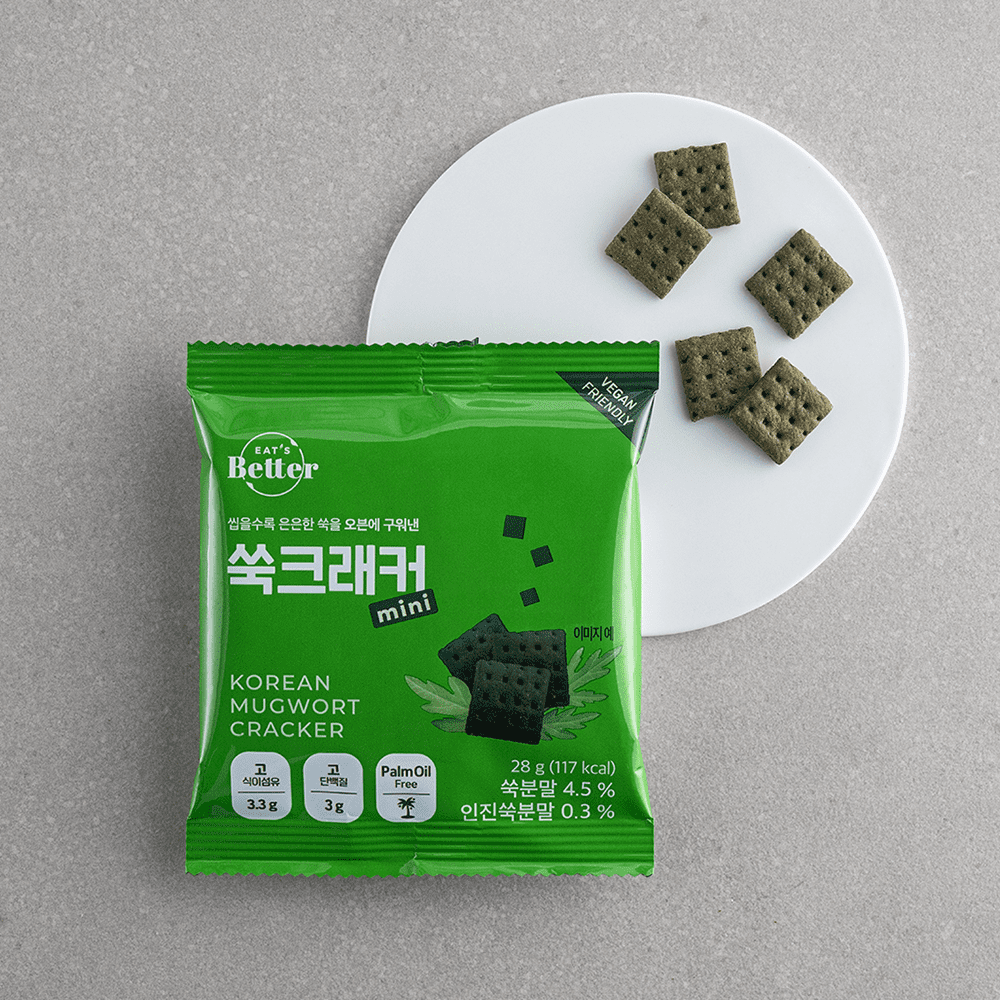 VEGAN
FRIENDLY
EAT'S
Better
씹을수록 은은한 쑥을 오븐에 구워낸
쑥크래커
mini
이미지 예
KOREAN
MUGWORT
CRACKER
고
식이섬유
3.3 g
고
단백질
3 g
Palm Oil
Free
28 g (117 kcal)
쑥분말 4.5 %
인진쑥분말 0.3 %